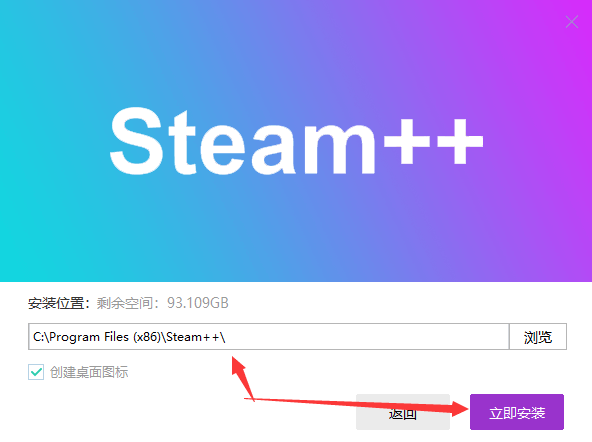 Steam++
安装位置：剩余空间：93.109GB
C:\Program Files (x86)\Steam++\
浏览
创建桌面图标
返回
立即安装